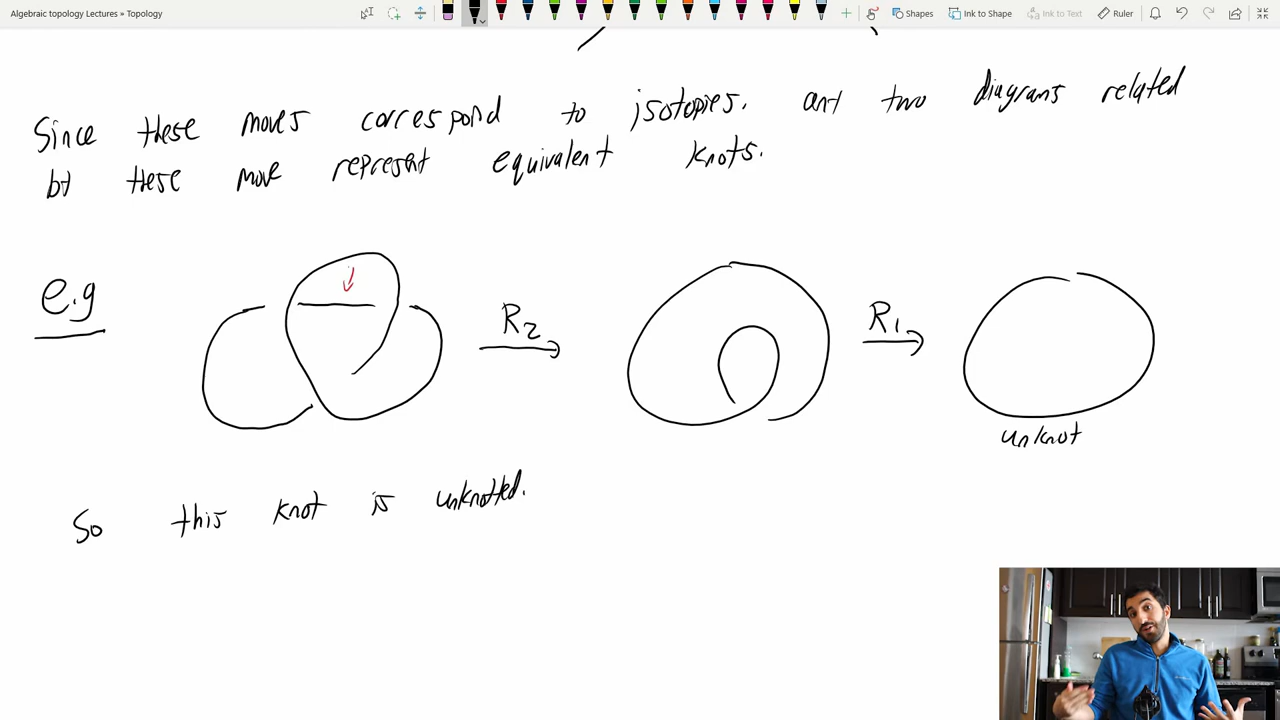 Algebraic topology Lectures » Topology
Shapes
Ink to Shape
Ink to Text
Ruler
Since these moves correspond to isotopies. any two diagrams related
by these move represent equivalent knots.
e.g
R2
R1
unknot
So this knot is unknotted.